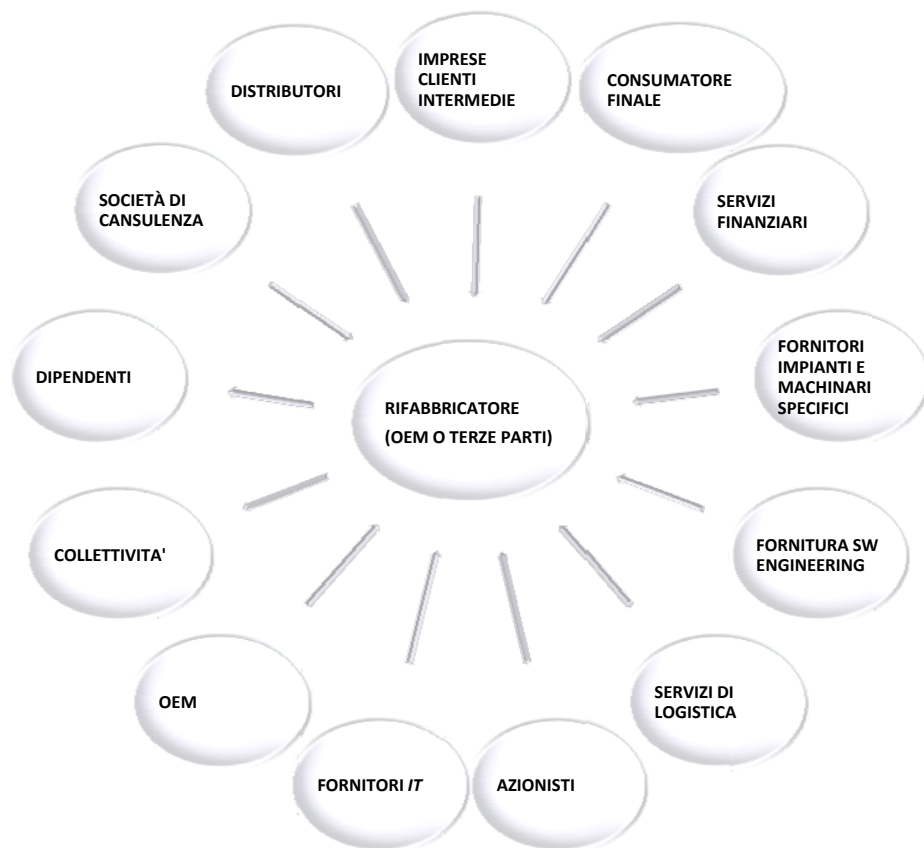 DISTRIBUTORI
IMPRESE
CLIENTI
INTERMEDIE
CONSUMATORE
FINALE
SOCIETÀ DI
CANSULENZA
SERVIZI
FINANZIARI
DIPENDENTI
RIFABBRICATORE
(OEM O TERZE PARTI)
FORNITORI
IMPIANTI E
MACHINARI
SPECIFICI
COLLETTIVITA'
FORNITURA SW
ENGINEERING
OEM
SERVIZI DI
LOGISTICA
FORNITORI IT
AZIONISTI